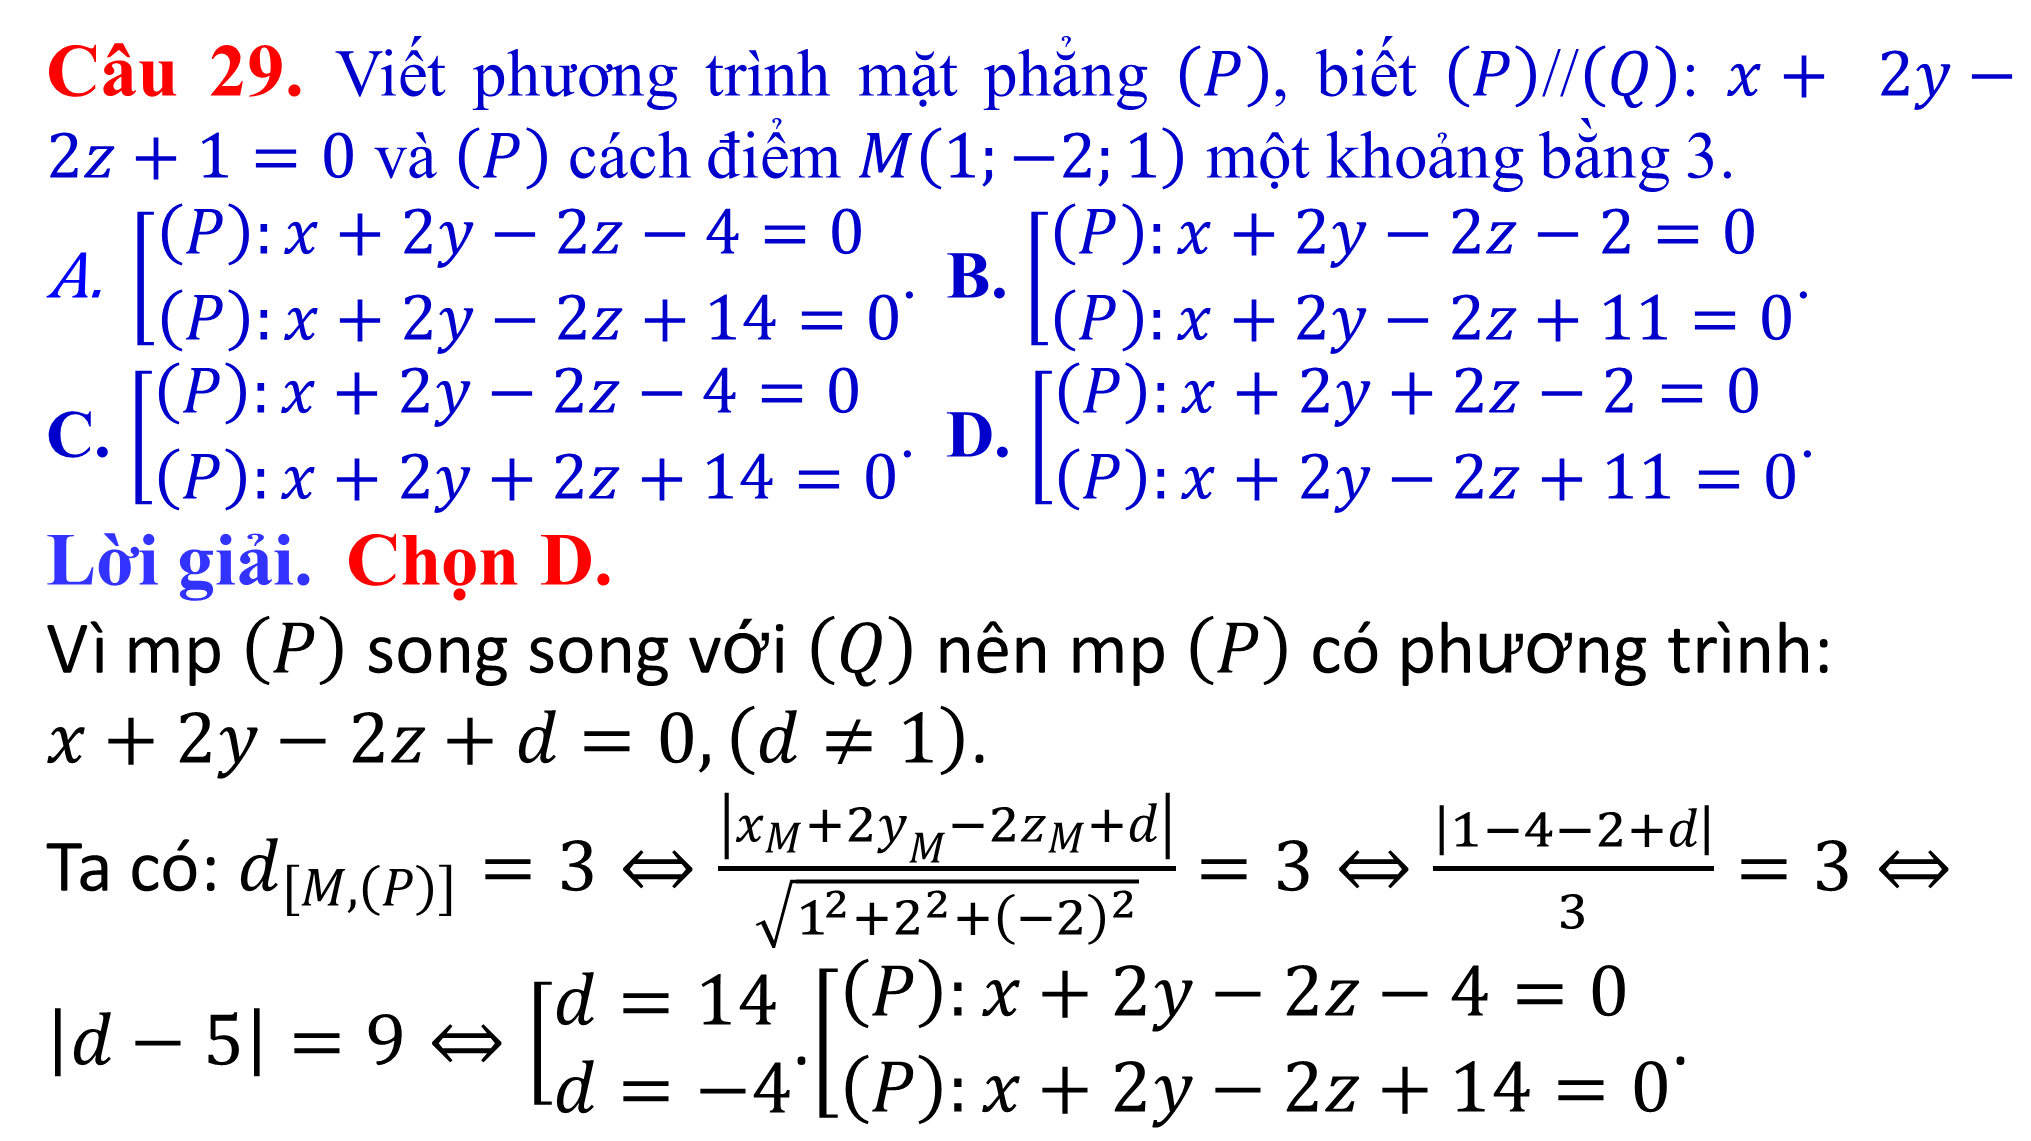 Câu 29. Viết phương trình mặt phẳng (P), biết (P)//(Q): x + 2y −
2z + 1 = 0 và (P) cách điểm M(1; −2; 1) một khoảng bằng 3.
A. [(P): x + 2y − 2z − 4 = 0
(P): x + 2y − 2z + 14 = 0. B. [(P): x + 2y − 2z − 2 = 0
(P): x + 2y − 2z + 11 = 0.
C. [(P): x + 2y − 2z − 4 = 0
(P): x + 2y + 2z + 14 = 0. D. [(P): x + 2y + 2z − 2 = 0
(P): x + 2y − 2z + 11 = 0.
Lời giải. Chọn D.
Vì mp (P) song song với (Q) nên mp (P) có phương trình:
x + 2y − 2z + d = 0, (d ≠ 1).
Ta có: d[M,(P)] = 3 ⇔ |x_M+2y_M−2z_M+d| / √(1²+2²+(−2)²) = 3 ⇔ |1−4−2+d| / 3 = 3 ⇔
|d − 5| = 9 ⇔ [d = 14
d = −4. [(P): x + 2y − 2z − 4 = 0
(P): x + 2y − 2z + 14 = 0.